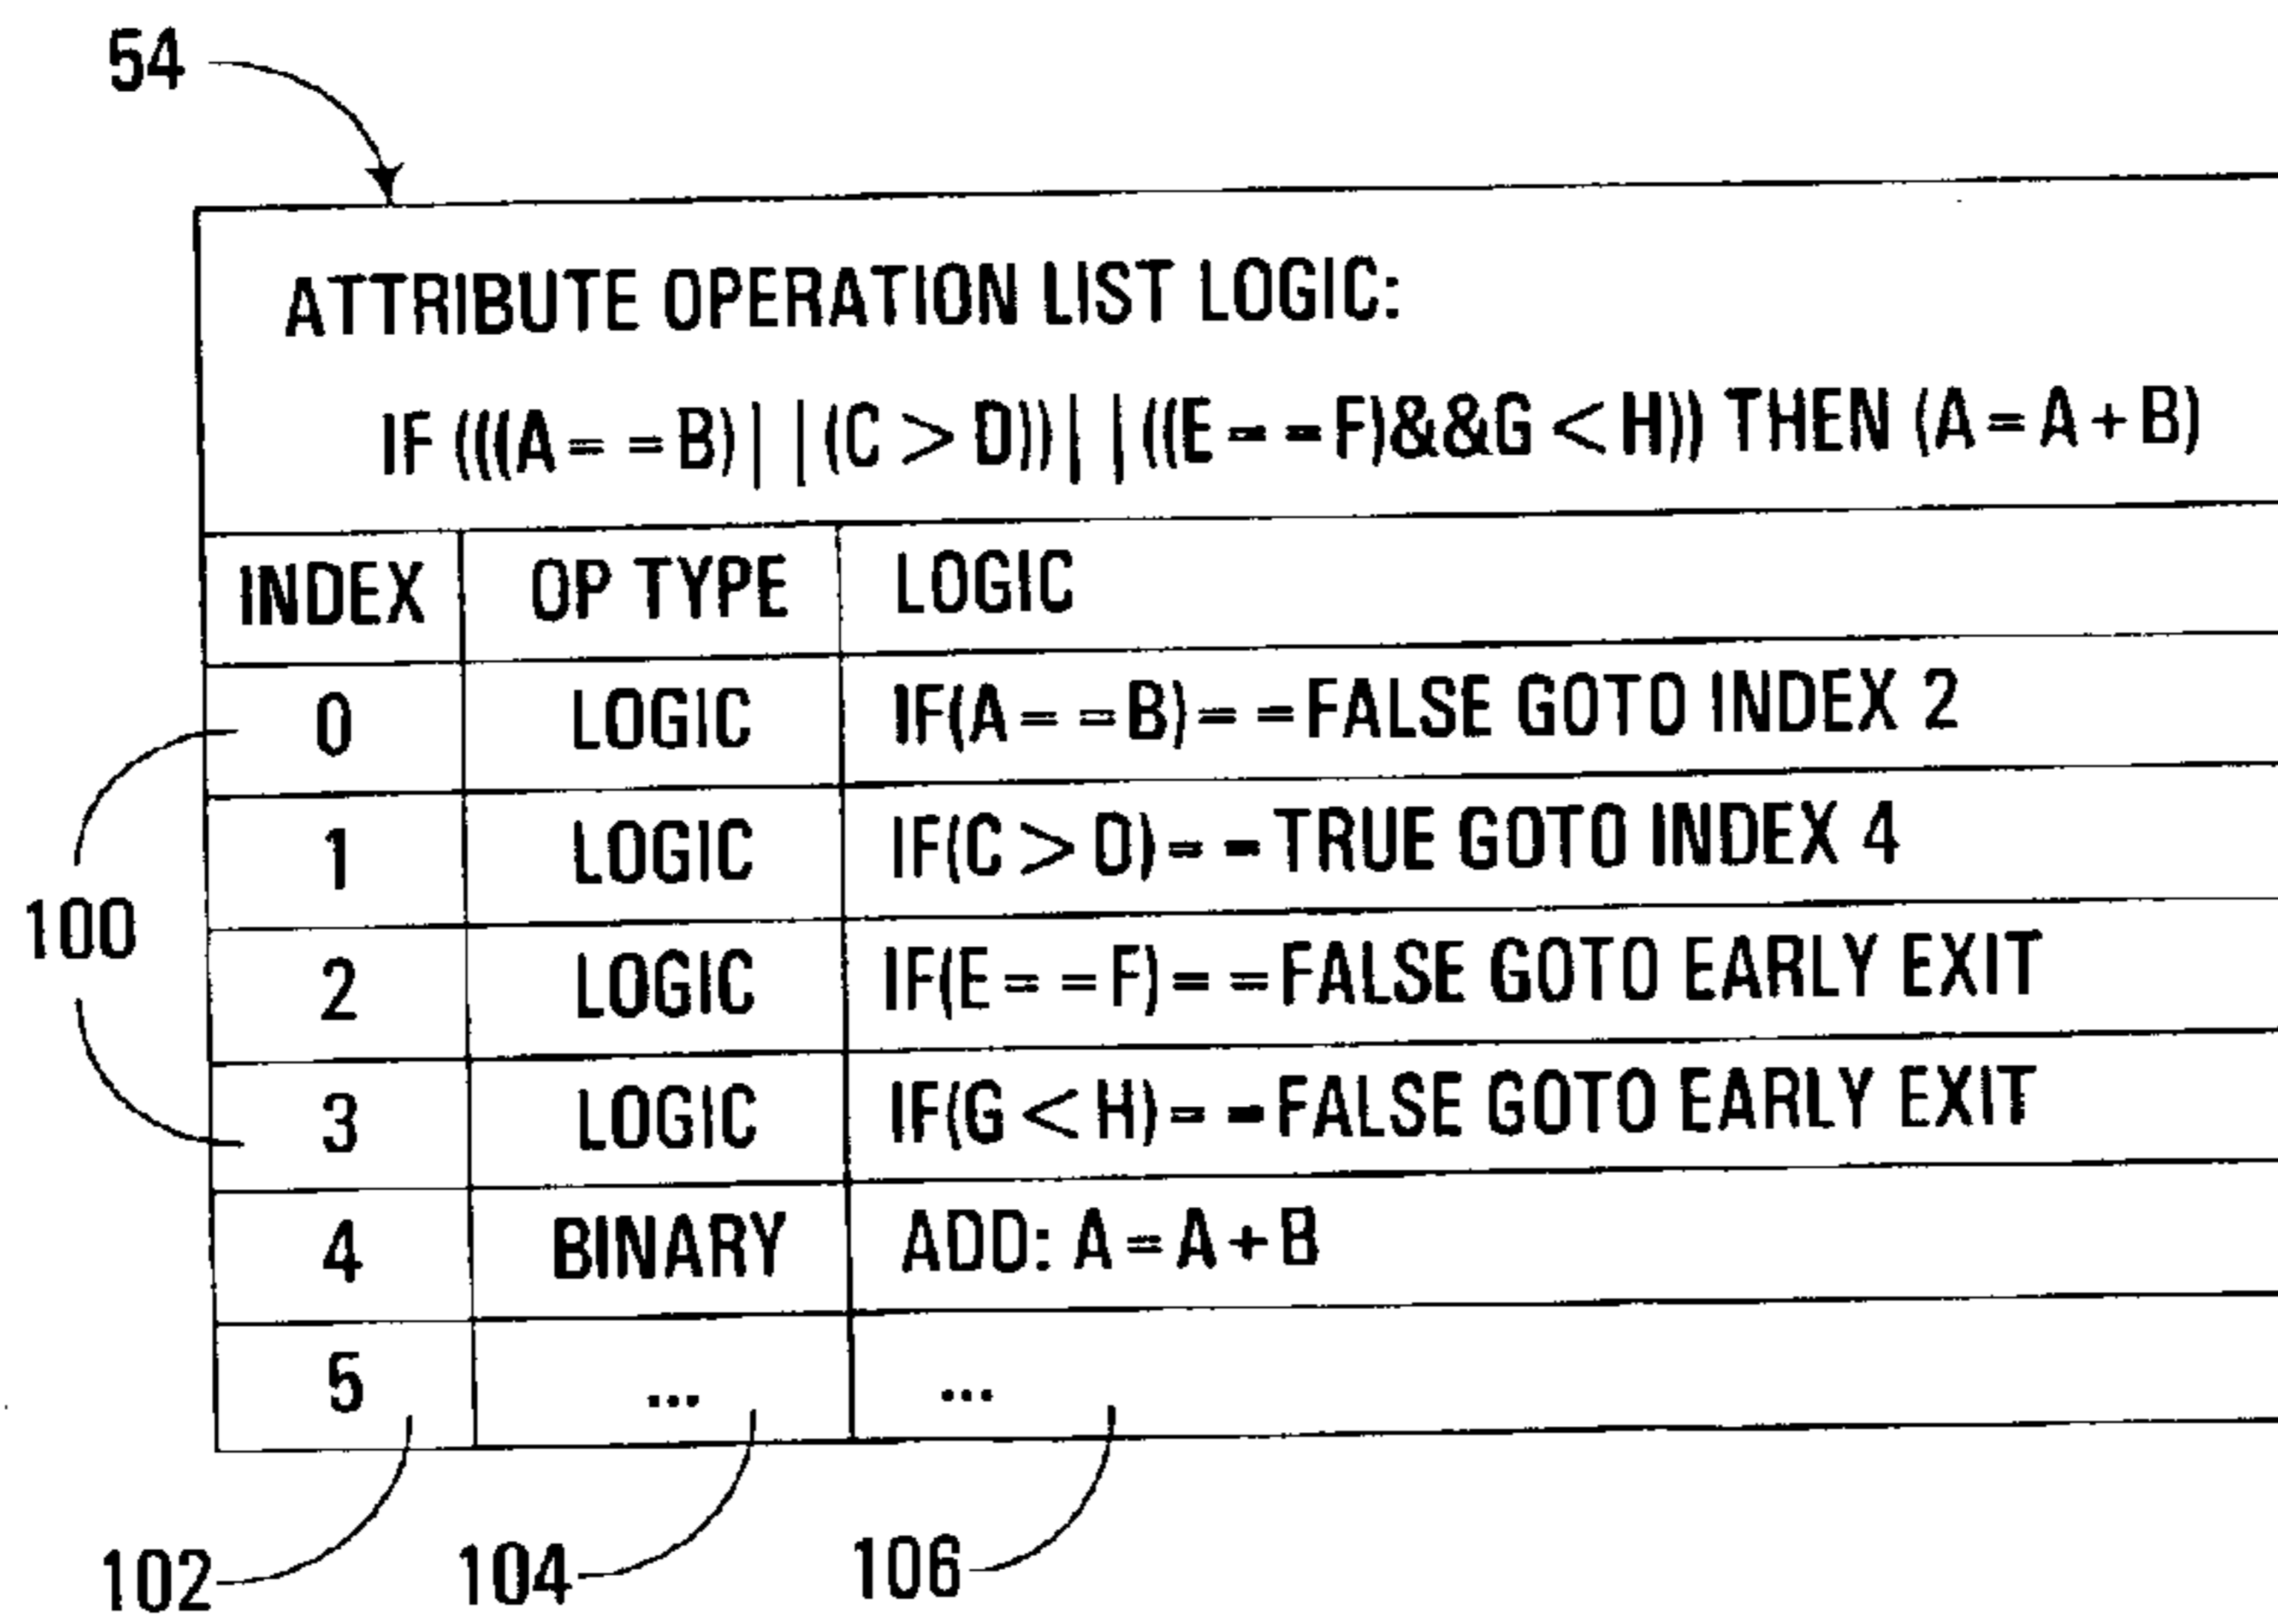 54
ATTRIBUTE OPERATION LIST LOGIC:
IF (((A = = B) | | (C > D)) | | ((E = = F)&&G < H)) THEN (A = A + B)
INDEX OP TYPE LOGIC
0 LOGIC IF(A = = B) = = FALSE GOTO INDEX 2
1 LOGIC IF(C > D) = = TRUE GOTO INDEX 4
2 LOGIC IF(E = = F) = = FALSE GOTO EARLY EXIT
100
3 LOGIC IF(G < H) = = FALSE GOTO EARLY EXIT
4 BINARY ADD: A = A + B
5 ... ...
102 104 106